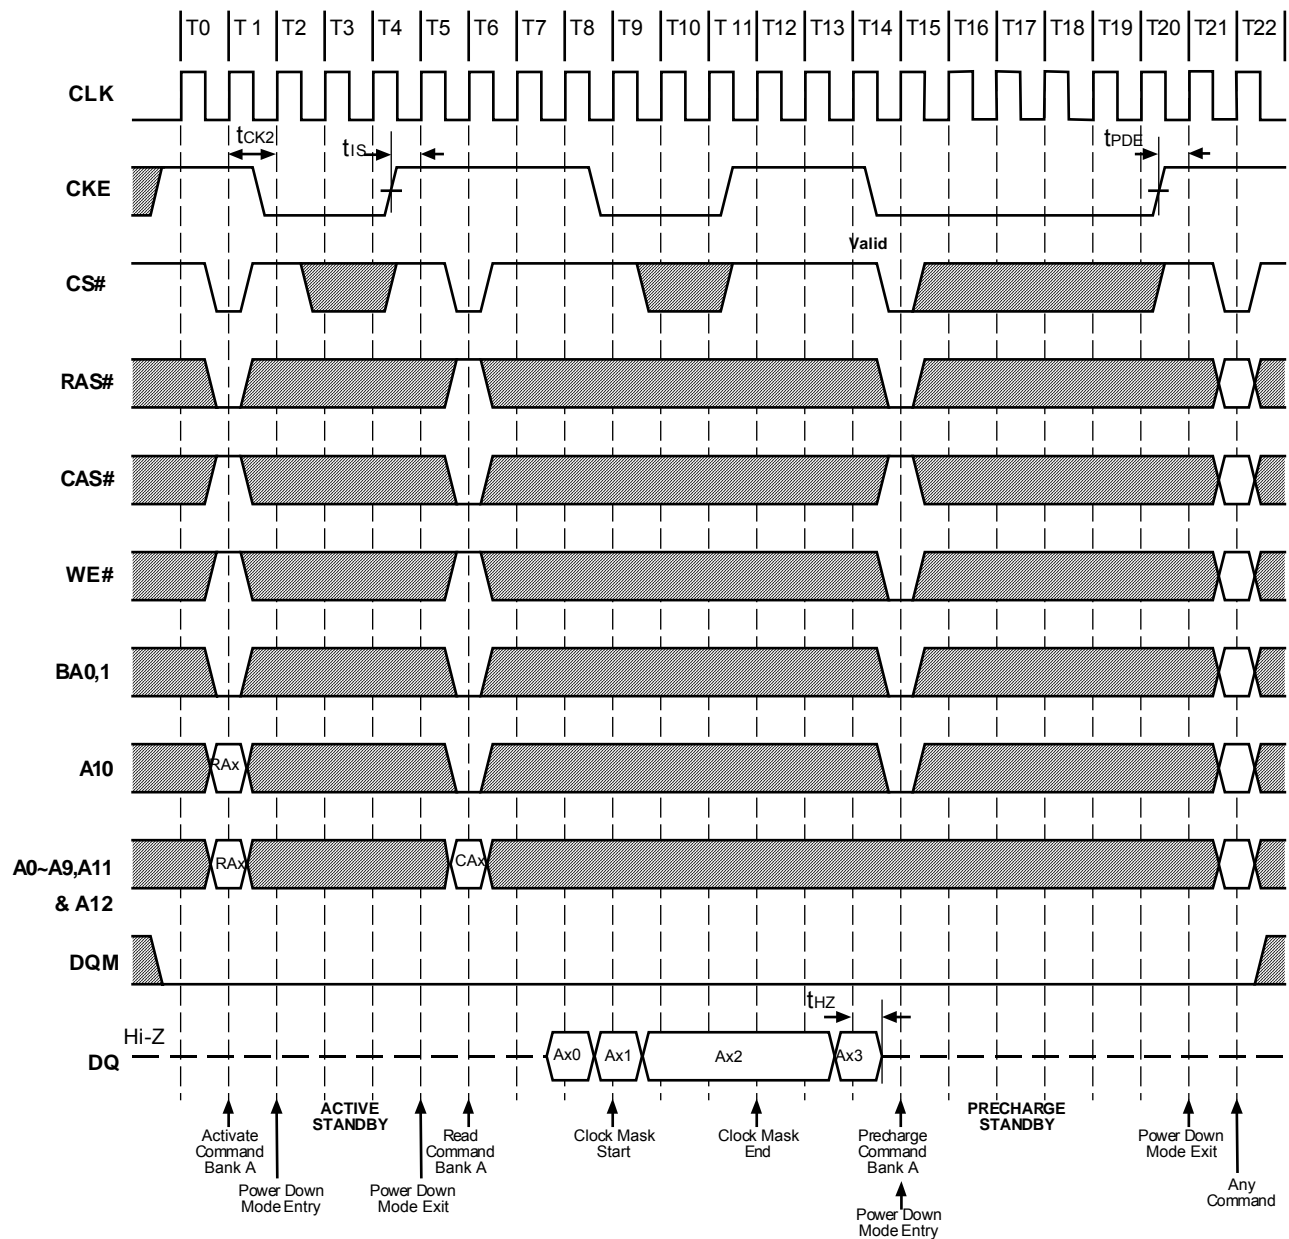 T0 T 1 T2 T3 T4 T5 T6 T7 T8 T9 T10 T 11 T12 T13 T14 T15 T16 T17 T18 T19 T20 T21 T22
CLK
tCK2
tIS
tPDE
CKE
Valid
CS#
RAS#
CAS#
WE#
BA0,1
A10
RAx
A0~A9,A11
& A12
RAx
CAx
DQM
tHZ
Hi-Z
DQ
Ax0
Ax1
Ax2
Ax3
Activate
Command
Bank A
ACTIVE
STANDBY
Power Down
Mode Entry
Power Down
Mode Exit
Read
Command
Bank A
Clock Mask
Start
Clock Mask
End
Precharge
Command
Bank A
Power Down
Mode Entry
PRECHARGE
STANDBY
Power Down
Mode Exit
Any
Command